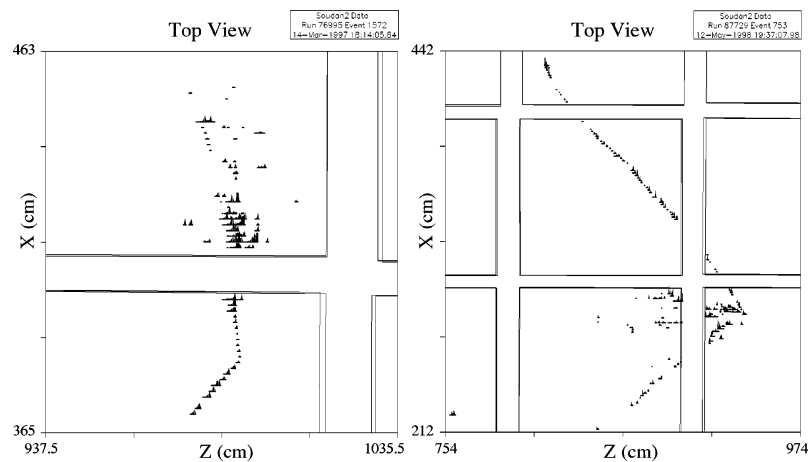 Top View
Soudan2 Data
Run 76995 Event 1572
14-Mar-1997 18:14:05.84
463
X (cm)
365
937.5
Z (cm)
1035.5
Top View
Soudan2 Data
Run 87729 Event 753
12-May-1998 19:37:07.98
442
X (cm)
212
754
Z (cm)
974